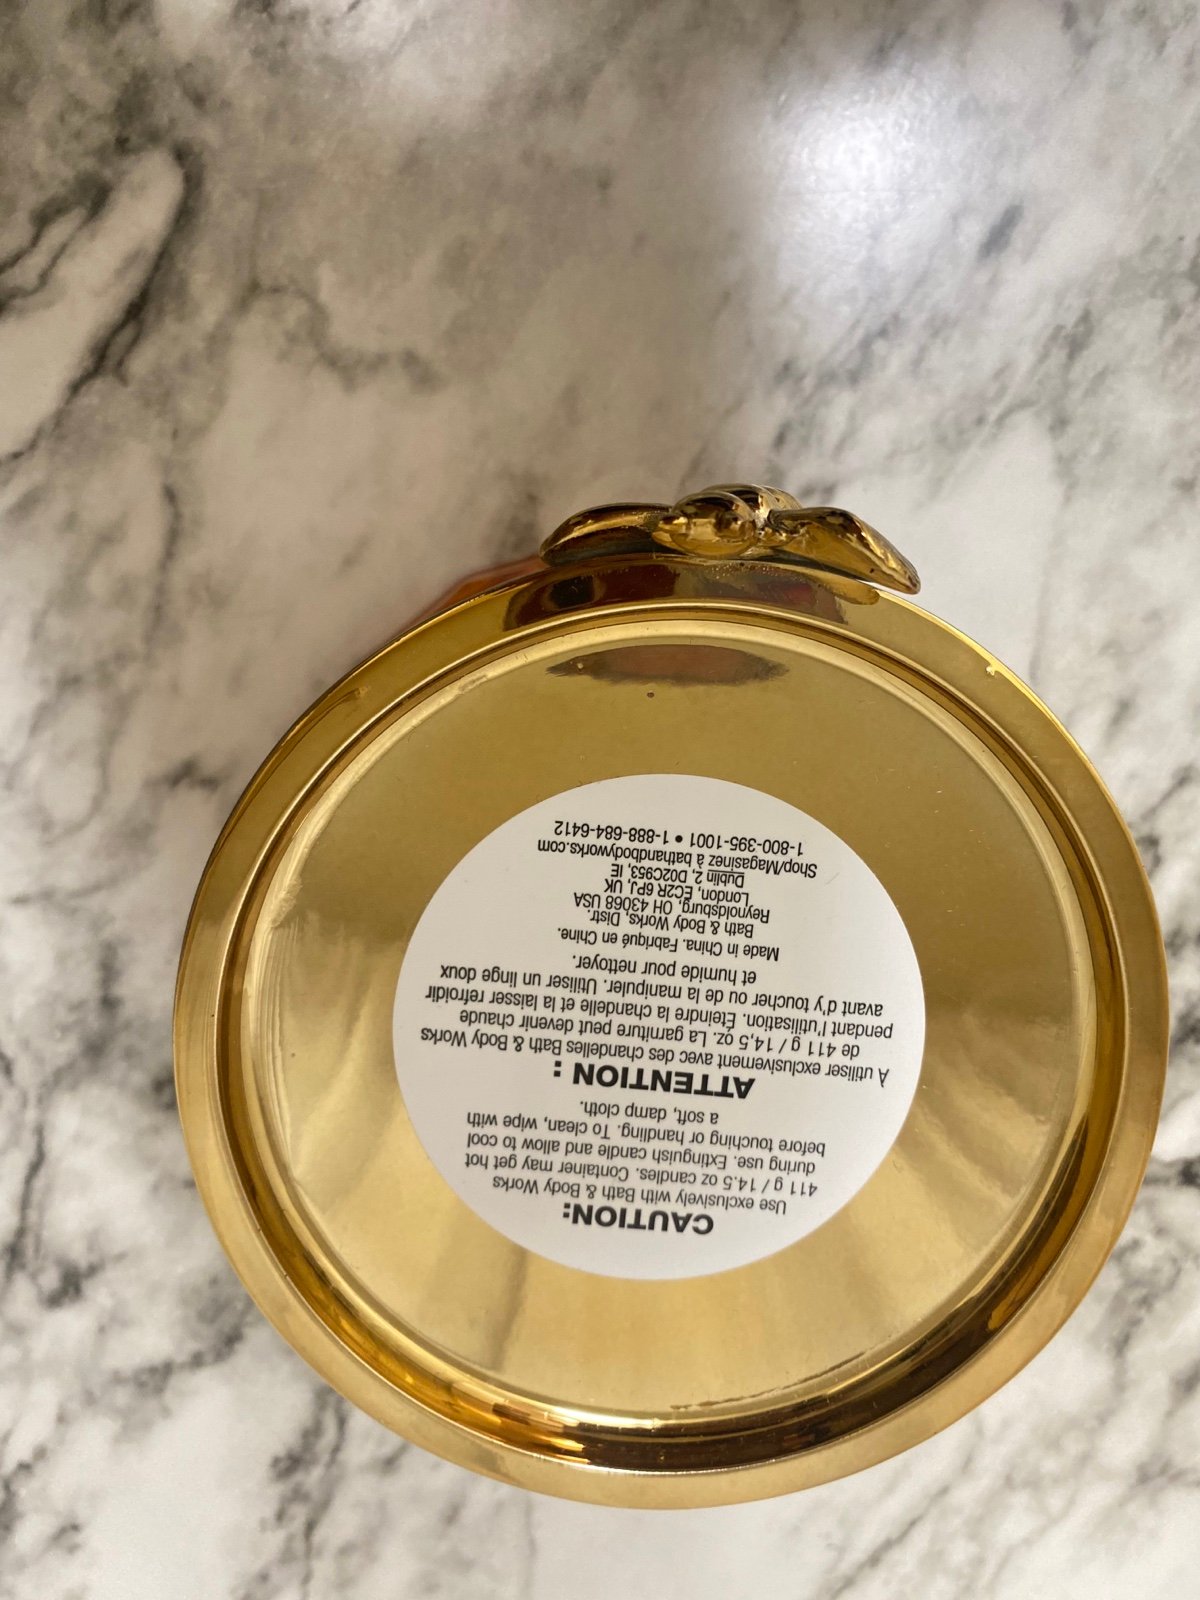 CAUTION:
Use exclusively with Bath & Body Works
411 g / 14.5 oz candles. Container may get hot
during use. Extinguish candle and allow to cool
before touching or handling. To clean, wipe with
a soft, damp cloth.
ATTENTION :
À utiliser exclusivement avec des chandelles Bath & Body Works
de 411 g / 14,5 oz. La garniture peut devenir chaude
pendant l'utilisation. Éteindre la chandelle et la laisser refroidir
avant d'y toucher ou de la manipuler. Utiliser un linge doux
et humide pour nettoyer.
Made in China. Fabriqué en Chine.
Bath & Body Works, Distr.
Reynoldsburg, OH 43068 USA
London, EC2R 6PJ, UK
Dublin 2, D02C953, IE
Shop/Magasinez à bathandbodyworks.com
1-800-395-1001 • 1-888-684-6412